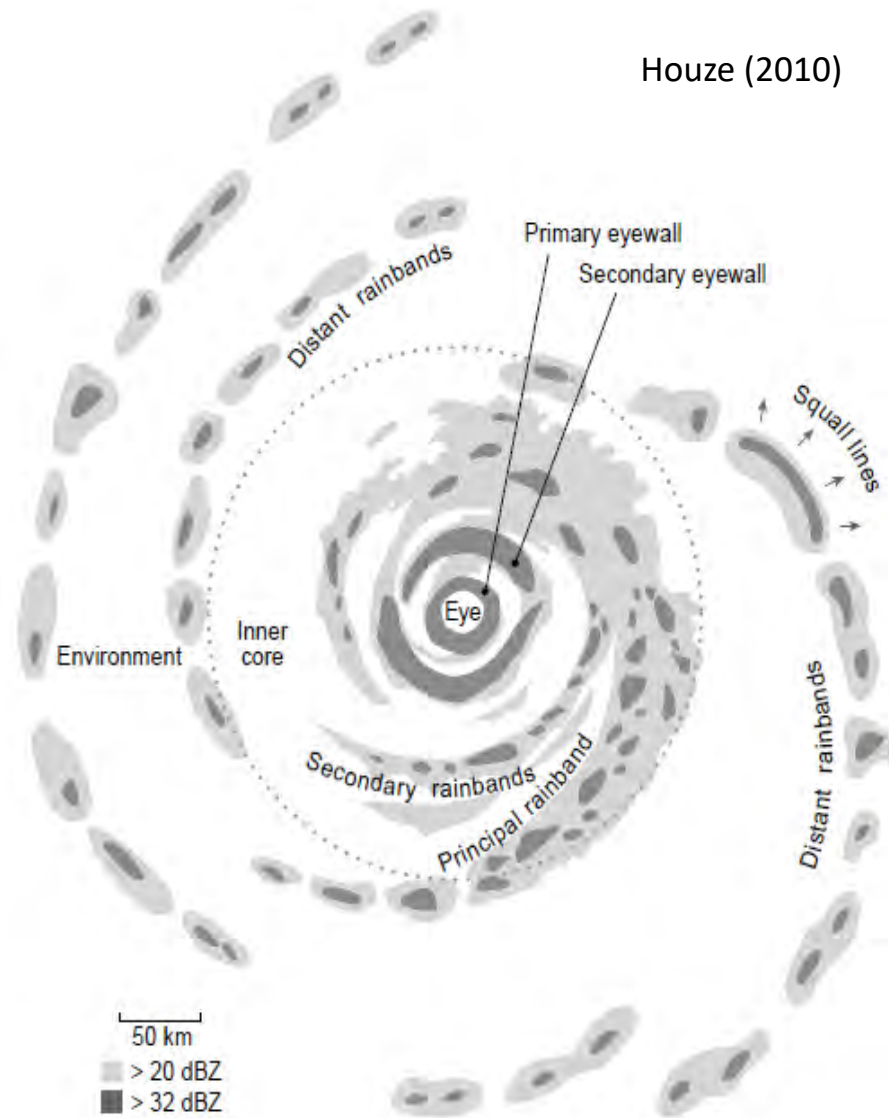 Houze (2010)
Primary eyewall
Secondary eyewall
Distant rainbands
Squall lines
Eye
Inner
core
Environment
Secondary rainbands
Principal rainband
Distant rainbands
50 km
> 20 dBZ
> 32 dBZ